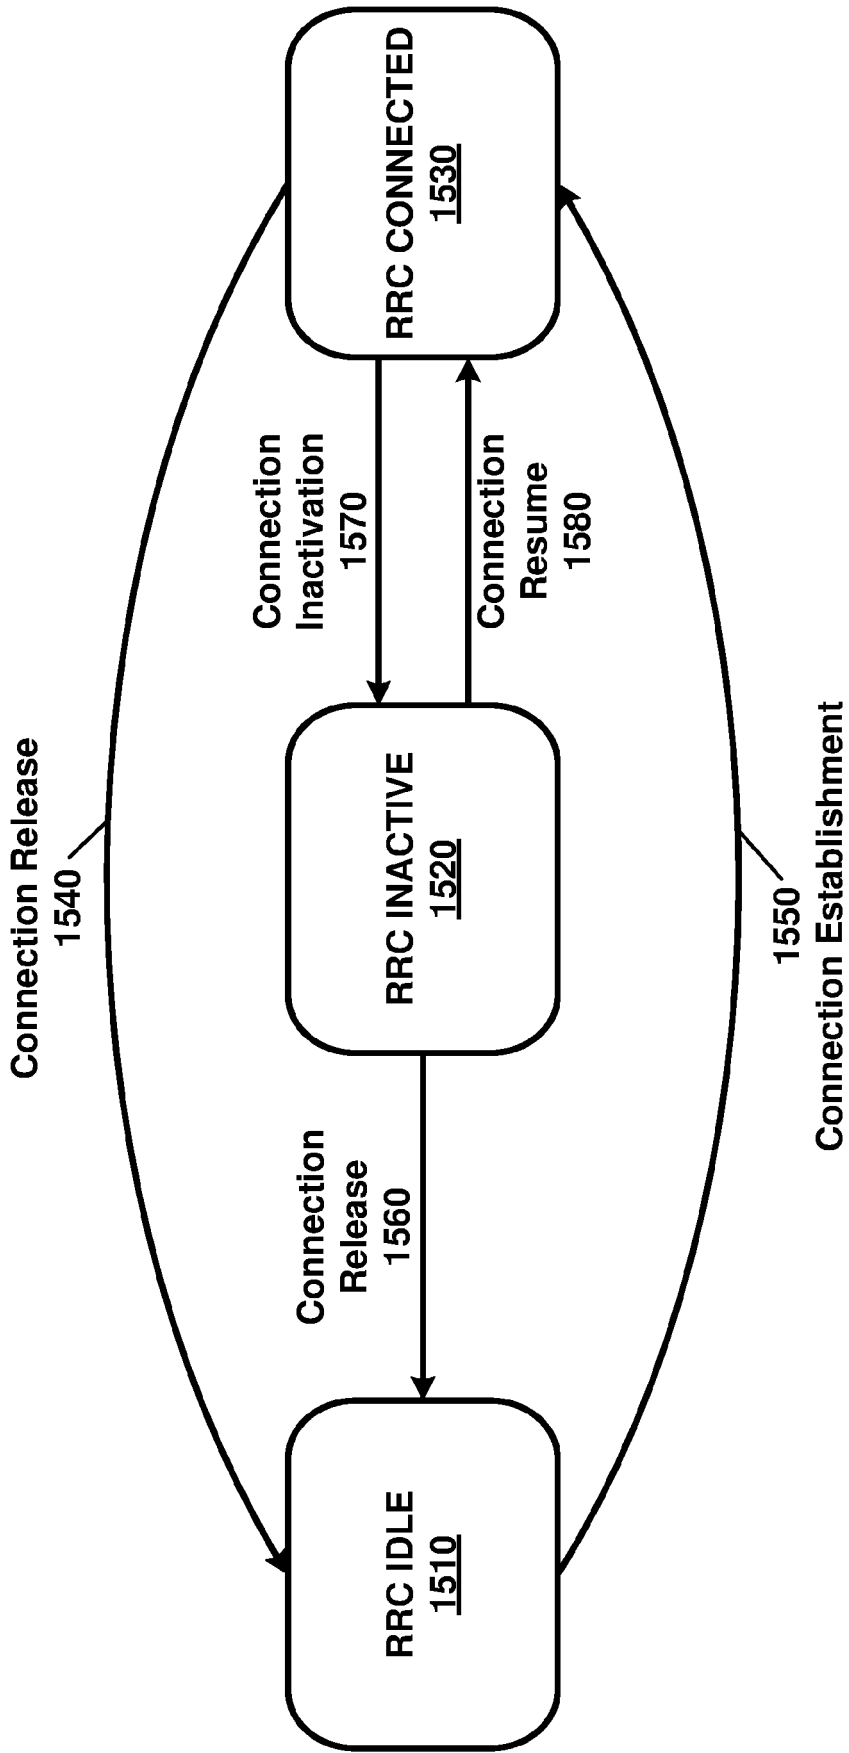 Connection Release
1540
RRC IDLE
1510
Connection
Release
1560
RRC INACTIVE
1520
Connection
Inactivation
1570
Connection
Resume
1580
RRC CONNECTED
1530
1550
Connection Establishment